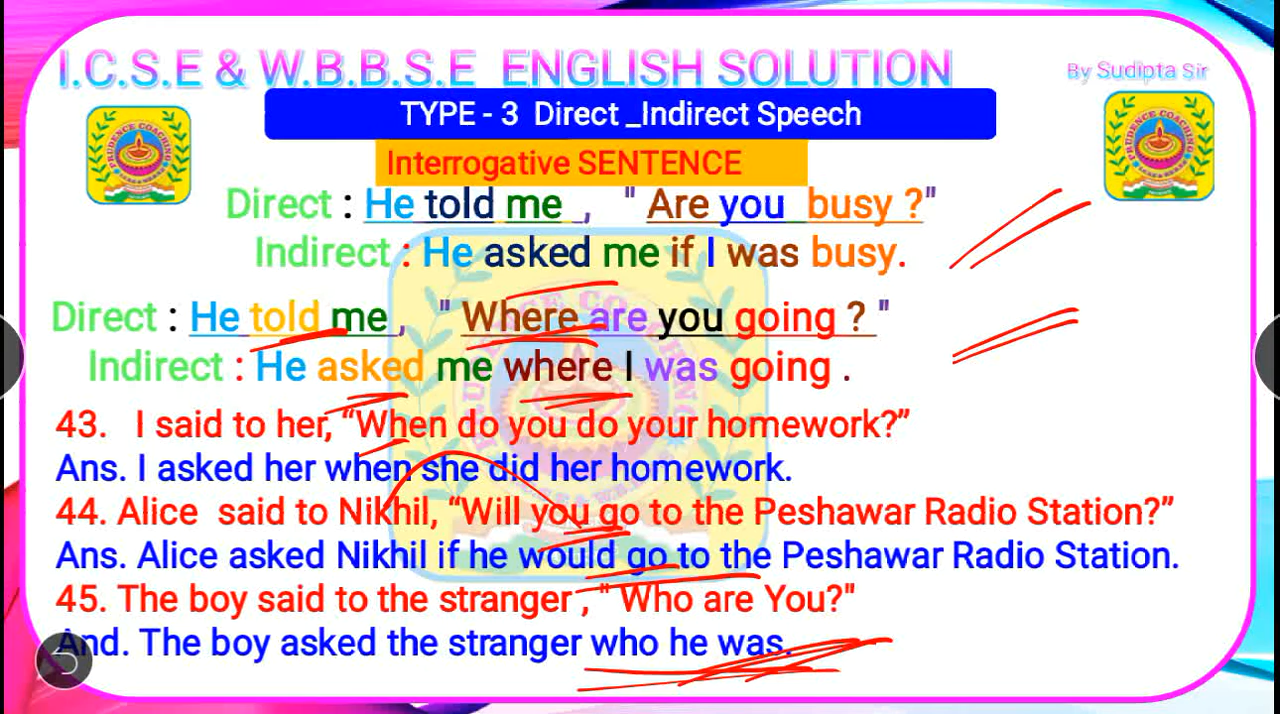 I.C.S.E & W.B.B.S.E ENGLISH SOLUTION
By Sudipta Sir
TYPE - 3 Direct _Indirect Speech
PRUDENCE COACHING
PRUDENCE COACHING
Interrogative SENTENCE
Direct : He told me , " Are you busy ?"
Indirect : He asked me if I was busy.
Direct : He told me , " Where are you going ? "
Indirect : He asked me where I was going .
43. I said to her, “When do you do your homework?”
Ans. I asked her when she did her homework.
44. Alice said to Nikhil, “Will you go to the Peshawar Radio Station?”
Ans. Alice asked Nikhil if he would go to the Peshawar Radio Station.
45. The boy said to the stranger , " Who are You?"
And. The boy asked the stranger who he was.